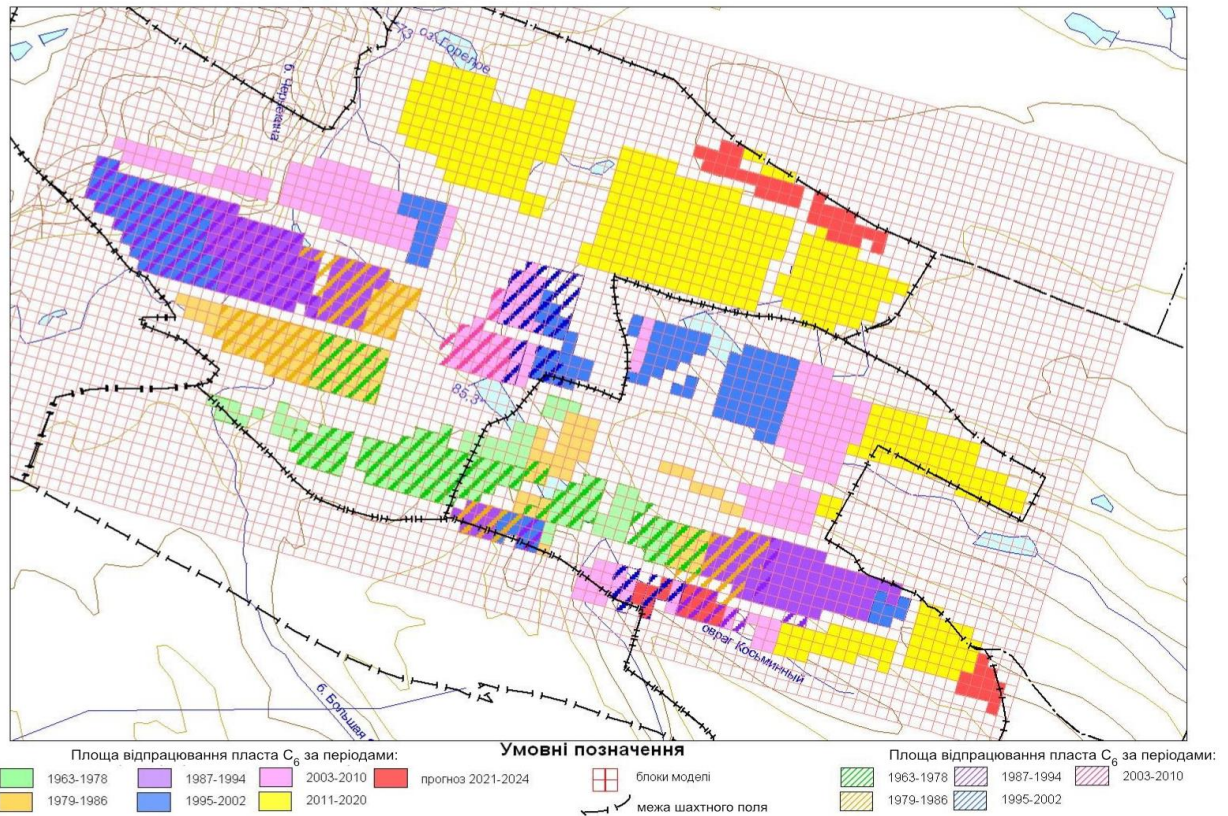 73
оз. Горелое
б. Чернекина
85.3
овраг Косьминный
б. Большая
Умовні позначення
Площа відпрацювання пласта С6 за періодами:
1963-1978
1987-1994
2003-2010
прогноз 2021-2024
1979-1986
1995-2002
2011-2020
блоки моделі
межа шахтного поля
Площа відпрацювання пласта С6 за періодами:
1963-1978
1987-1994
2003-2010
1979-1986
1995-2002